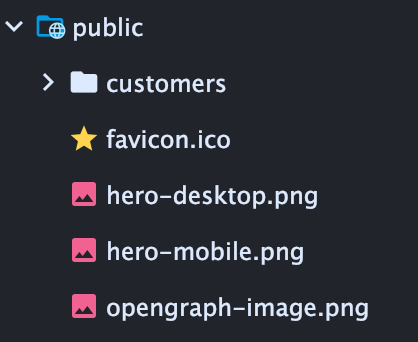 public
customers
favicon.ico
hero-desktop.png
hero-mobile.png
opengraph-image.png